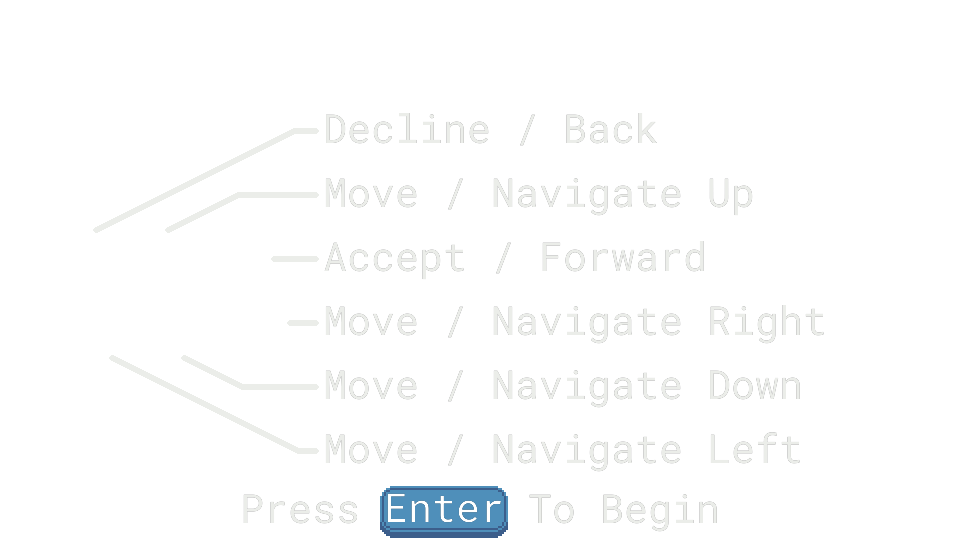 Decline / Back
Move / Navigate Up
Accept / Forward
Move / Navigate Right
Move / Navigate Down
Move / Navigate Left
Press Enter To Begin